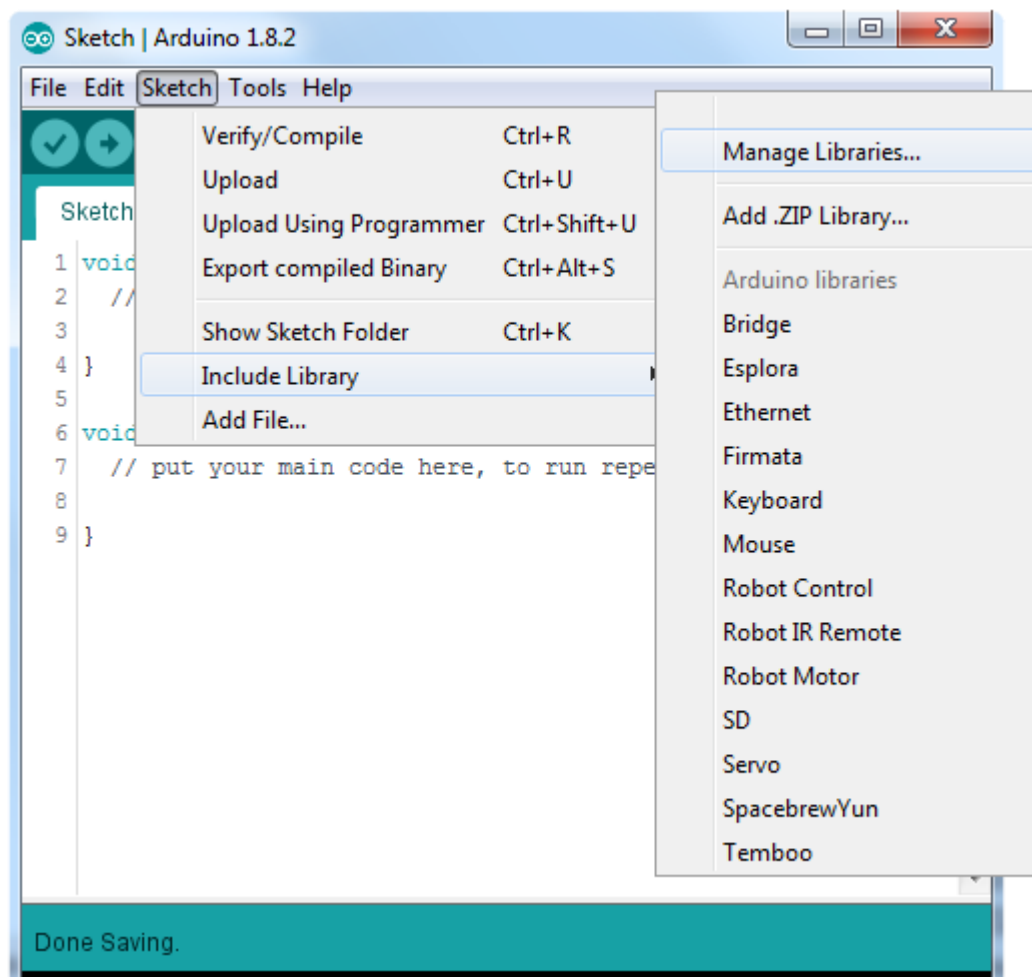 Sketch | Arduino 1.8.2
File Edit Sketch Tools Help
Verify/Compile Ctrl+R
Upload Ctrl+U
Upload Using Programmer Ctrl+Shift+U
Export compiled Binary Ctrl+Alt+S
Show Sketch Folder Ctrl+K
Include Library
Add File...
Manage Libraries...
Add .ZIP Library...
Arduino libraries
Bridge
Esplora
Ethernet
Firmata
Keyboard
Mouse
Robot Control
Robot IR Remote
Robot Motor
SD
Servo
SpacebrewYun
Temboo
Sketch
1 void
2 //
3
4 }
5
6 void
7 // put your main code here, to run repe
8
9 }
Done Saving.